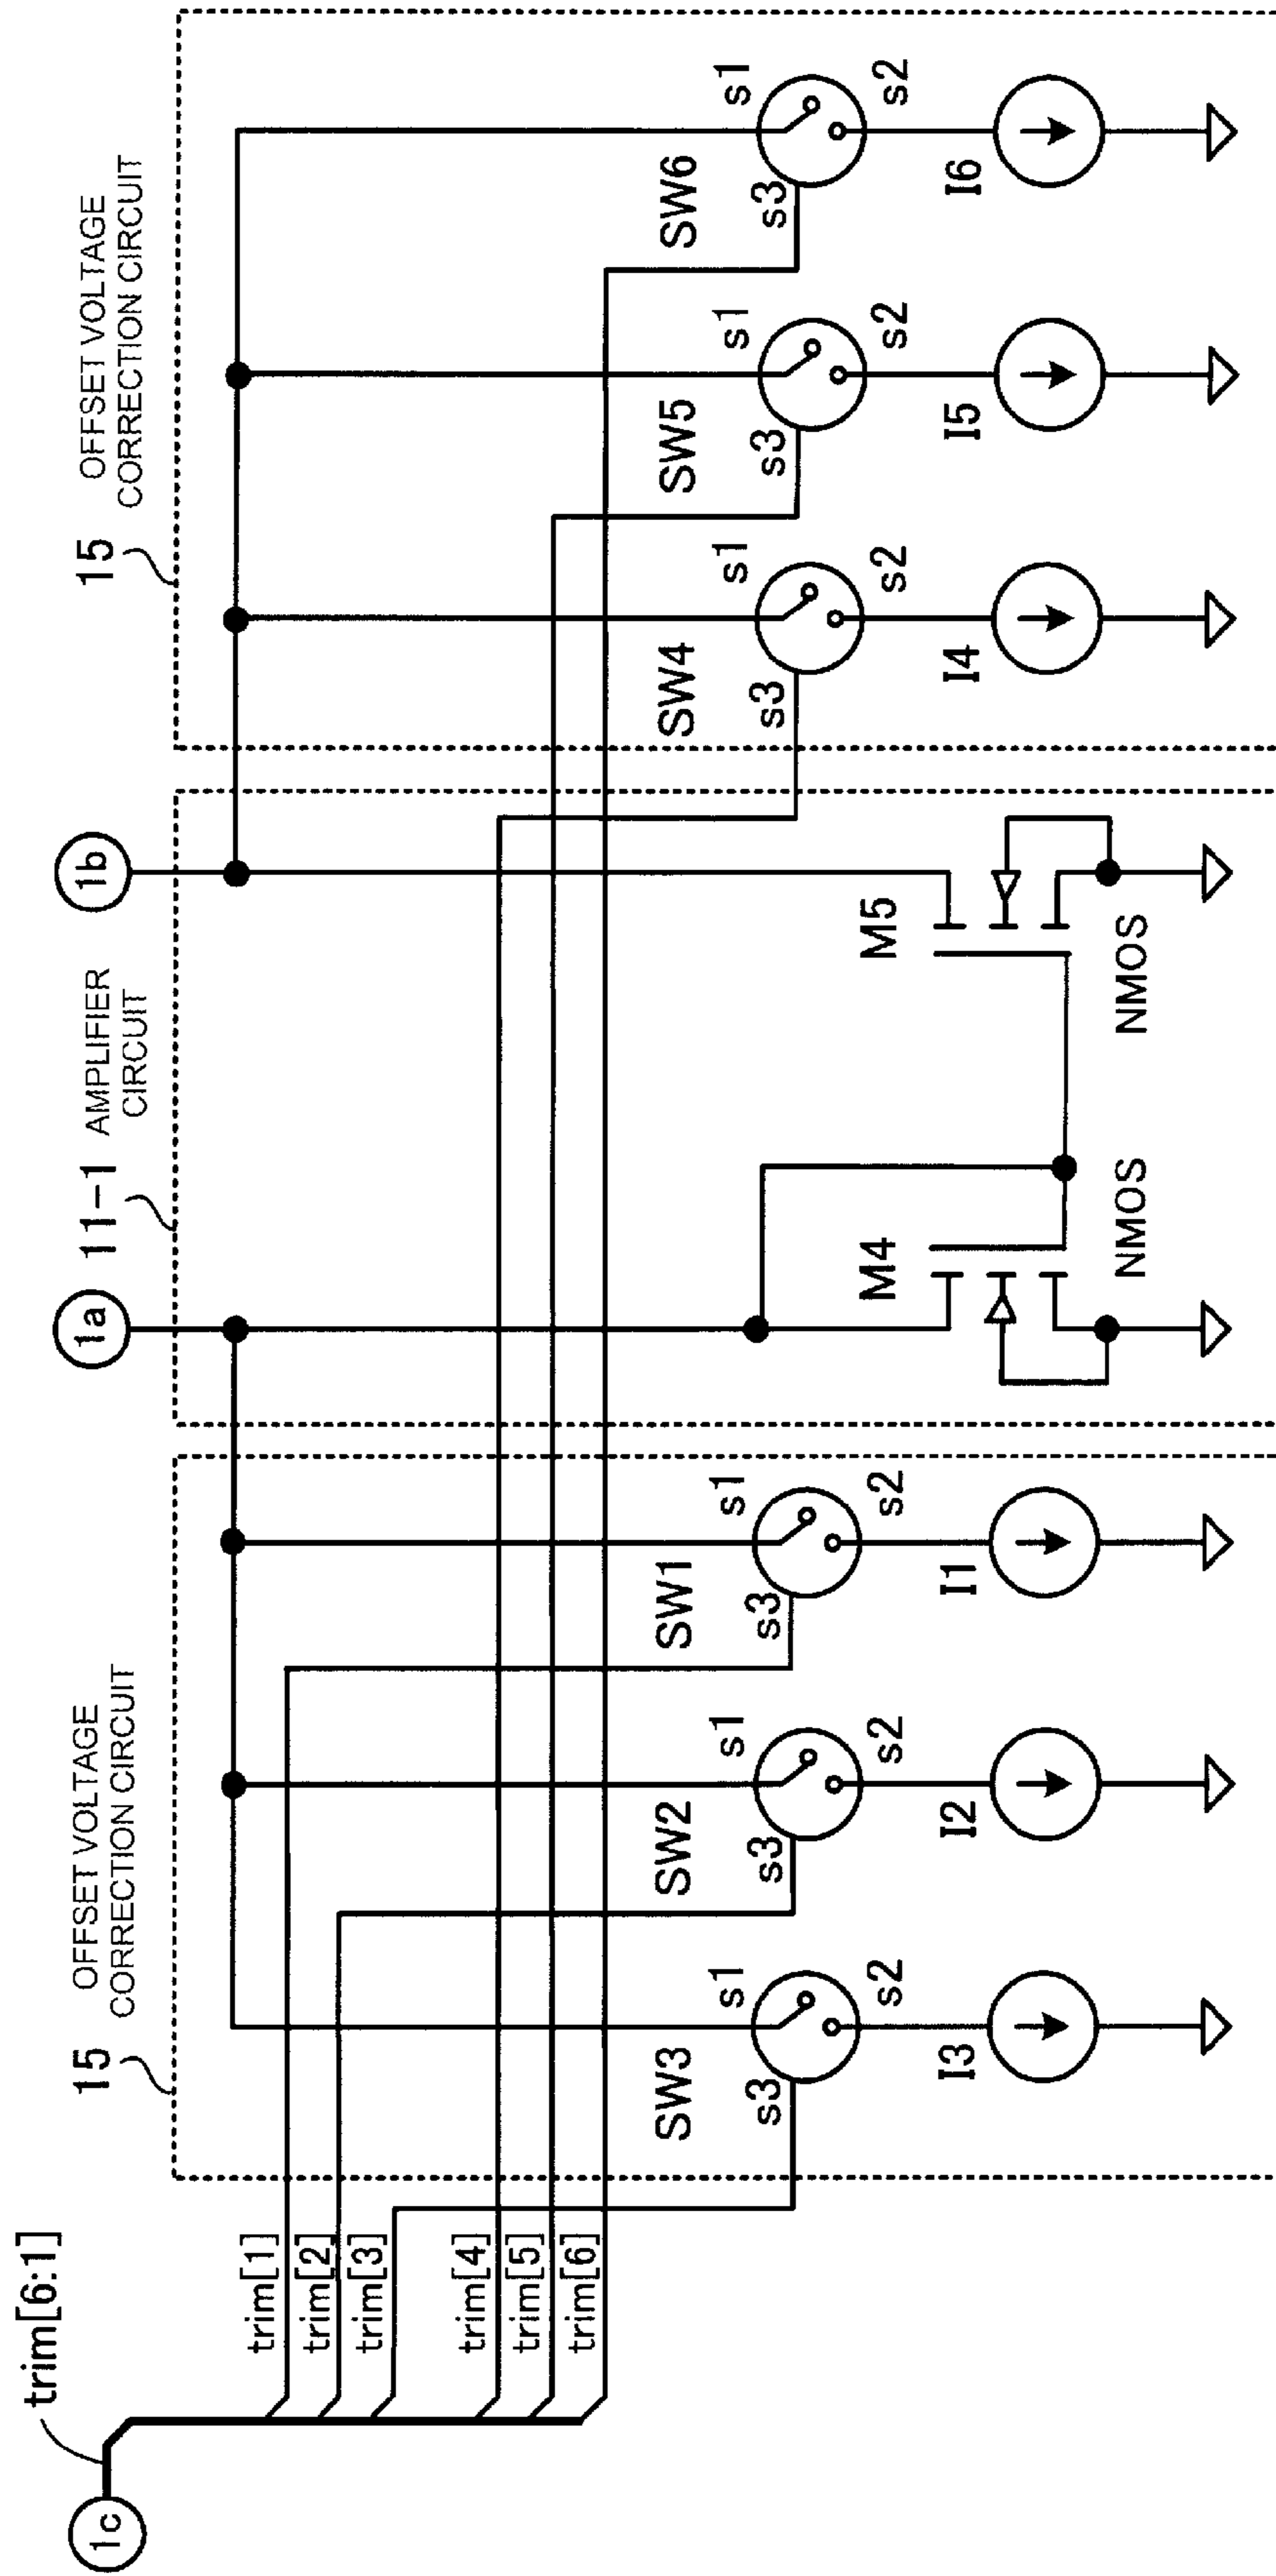 1c
trim[6:1]
15
OFFSET VOLTAGE
CORRECTION CIRCUIT
1a
11-1
AMPLIFIER
CIRCUIT
1b
15
OFFSET VOLTAGE
CORRECTION CIRCUIT
trim[1]
trim[2]
trim[3]
trim[4]
trim[5]
trim[6]
SW3
s1
s2
s3
I3
SW2
s1
s2
s3
I2
SW1
s1
s2
s3
I1
M4
NMOS
M5
NMOS
SW4
s1
s2
s3
I4
SW5
s1
s2
s3
I5
SW6
s1
s2
s3
I6